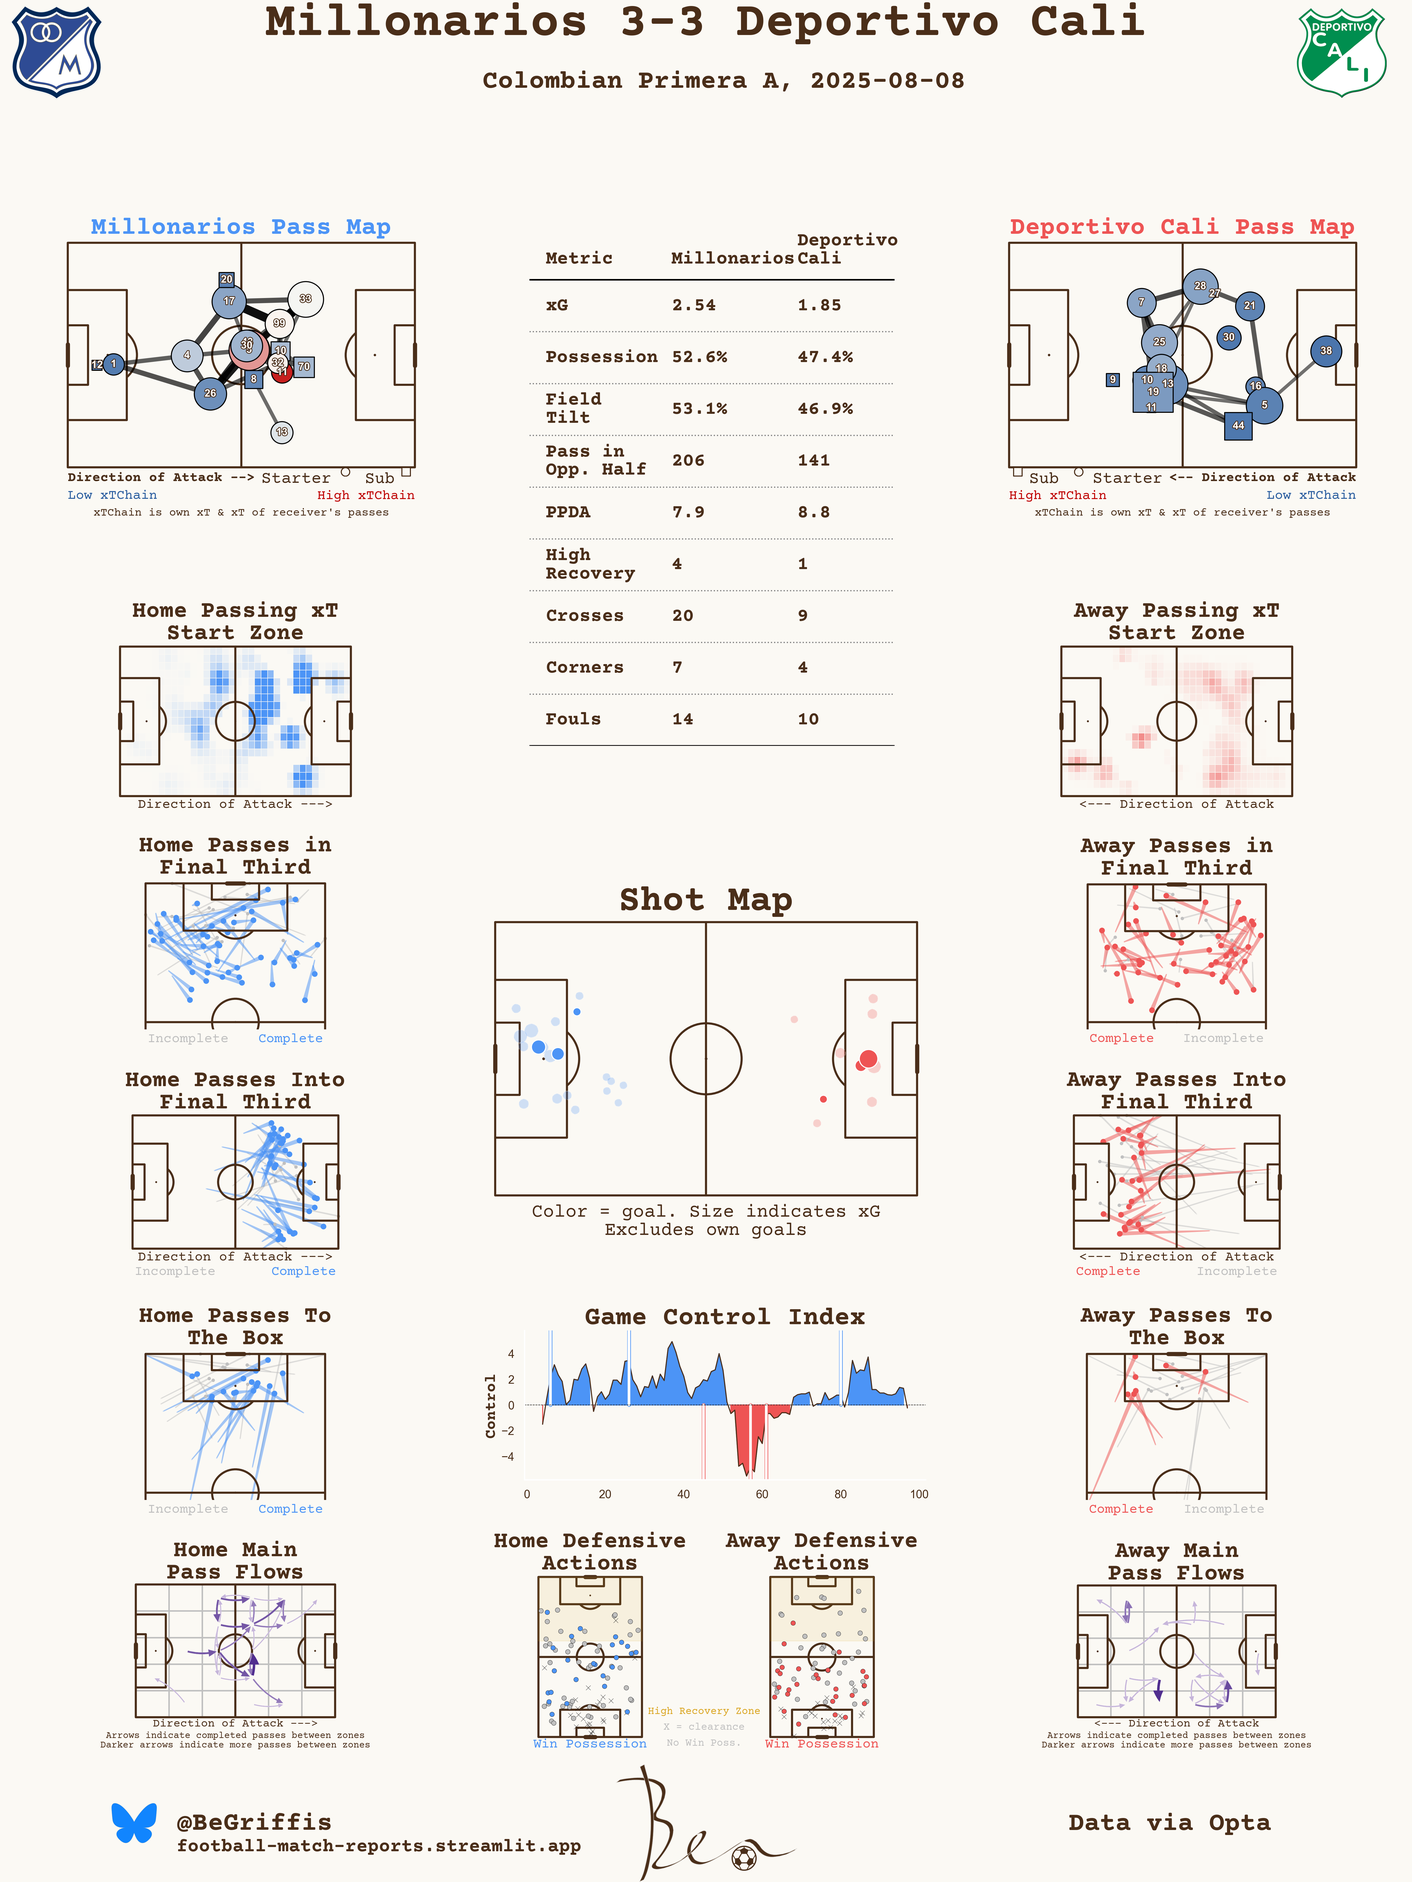 Millonarios 3-3 Deportivo Cali
Colombian Primera A, 2025-08-08
M
DEPORTIVO
CALI
Millonarios Pass Map
20
17
33
99
4
30
10
32
11
70
12
1
8
26
13
Direction of Attack --> Starter Sub
Low xTChain High xTChain
xTChain is own xT & xT of receiver's passes
Metric Millonarios Deportivo Cali
xG 2.54 1.85
Possession 52.6% 47.4%
Field Tilt 53.1% 46.9%
Pass in Opp. Half 206 141
PPDA 7.9 8.8
High Recovery 4 1
Crosses 20 9
Corners 7 4
Fouls 14 10
Deportivo Cali Pass Map
28
27
7
21
25
30
38
18
9
10
13
16
19
11
5
44
Sub Starter <-- Direction of Attack
High xTChain Low xTChain
xTChain is own xT & xT of receiver's passes
Home Passing xT
Start Zone
Direction of Attack --->
Away Passing xT
Start Zone
<--- Direction of Attack
Home Passes in
Final Third
Incomplete Complete
Away Passes in
Final Third
Complete Incomplete
Shot Map
Color = goal. Size indicates xG
Excludes own goals
Home Passes Into
Final Third
Direction of Attack --->
Incomplete Complete
Away Passes Into
Final Third
<--- Direction of Attack
Complete Incomplete
Home Passes To
The Box
Incomplete Complete
Game Control Index
Control
4
2
0
−2
−4
0 20 40 60 80 100
Away Passes To
The Box
Complete Incomplete
Home Main
Pass Flows
Direction of Attack --->
Arrows indicate completed passes between zones
Darker arrows indicate more passes between zones
Home Defensive
Actions
Win Possession
Away Defensive
Actions
Win Possession
High Recovery Zone
X = clearance
No Win Poss.
Away Main
Pass Flows
<--- Direction of Attack
Arrows indicate completed passes between zones
Darker arrows indicate more passes between zones
@BeGriffis
football-match-reports.streamlit.app
Ben
Data via Opta